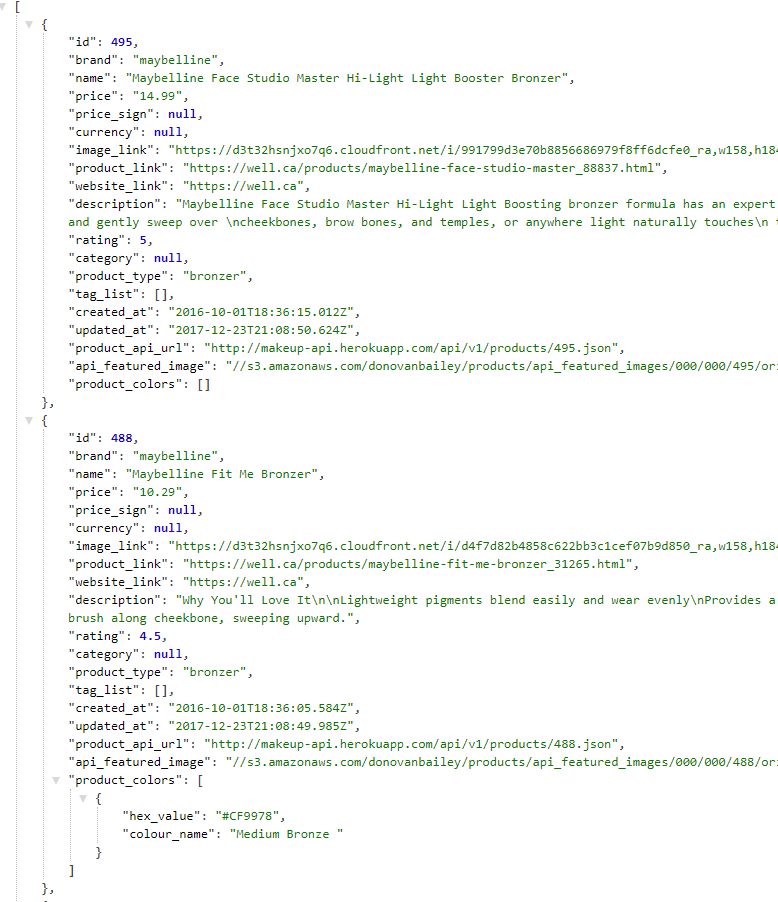 [
{
"id": 495,
"brand": "maybelline",
"name": "Maybelline Face Studio Master Hi-Light Light Booster Bronzer",
"price": "14.99",
"price_sign": null,
"currency": null,
"image_link": "https://d3t32hsnjxo7q6.cloudfront.net/i/991799d3e70b8856686979f8ff6dcfe0_ra,w158,h184
"product_link": "https://well.ca/products/maybelline-face-studio-master_88837.html",
"website_link": "https://well.ca",
"description": "Maybelline Face Studio Master Hi-Light Light Boosting bronzer formula has an expert
and gently sweep over \ncheekbones, brow bones, and temples, or anywhere light naturally touches\n t
"rating": 5,
"category": null,
"product_type": "bronzer",
"tag_list": [],
"created_at": "2016-10-01T18:36:15.012Z",
"updated_at": "2017-12-23T21:08:50.624Z",
"product_api_url": "http://makeup-api.herokuapp.com/api/v1/products/495.json",
"api_featured_image": "//s3.amazonaws.com/donovanbailey/products/api_featured_images/000/000/495/ori
"product_colors": []
},
{
"id": 488,
"brand": "maybelline",
"name": "Maybelline Fit Me Bronzer",
"price": "10.29",
"price_sign": null,
"currency": null,
"image_link": "https://d3t32hsnjxo7q6.cloudfront.net/i/d4f7d82b4858c622bb3c1cef07b9d850_ra,w158,h184
"product_link": "https://well.ca/products/maybelline-fit-me-bronzer_31265.html",
"website_link": "https://well.ca",
"description": "Why You'll Love It\n\nLightweight pigments blend easily and wear evenly\nProvides a
brush along cheekbone, sweeping upward.",
"rating": 4.5,
"category": null,
"product_type": "bronzer",
"tag_list": [],
"created_at": "2016-10-01T18:36:05.584Z",
"updated_at": "2017-12-23T21:08:49.985Z",
"product_api_url": "http://makeup-api.herokuapp.com/api/v1/products/488.json",
"api_featured_image": "//s3.amazonaws.com/donovanbailey/products/api_featured_images/000/000/488/ori
"product_colors": [
{
"hex_value": "#CF9978",
"colour_name": "Medium Bronze "
}
]
},